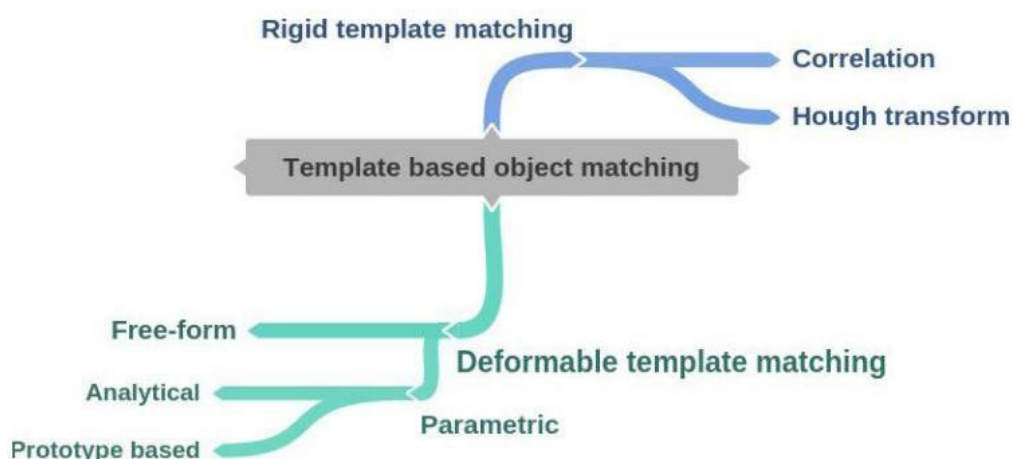 Rigid template matching
Correlation
Hough transform
Template based object matching
Free-form
Deformable template matching
Analytical
Parametric
Prototype based